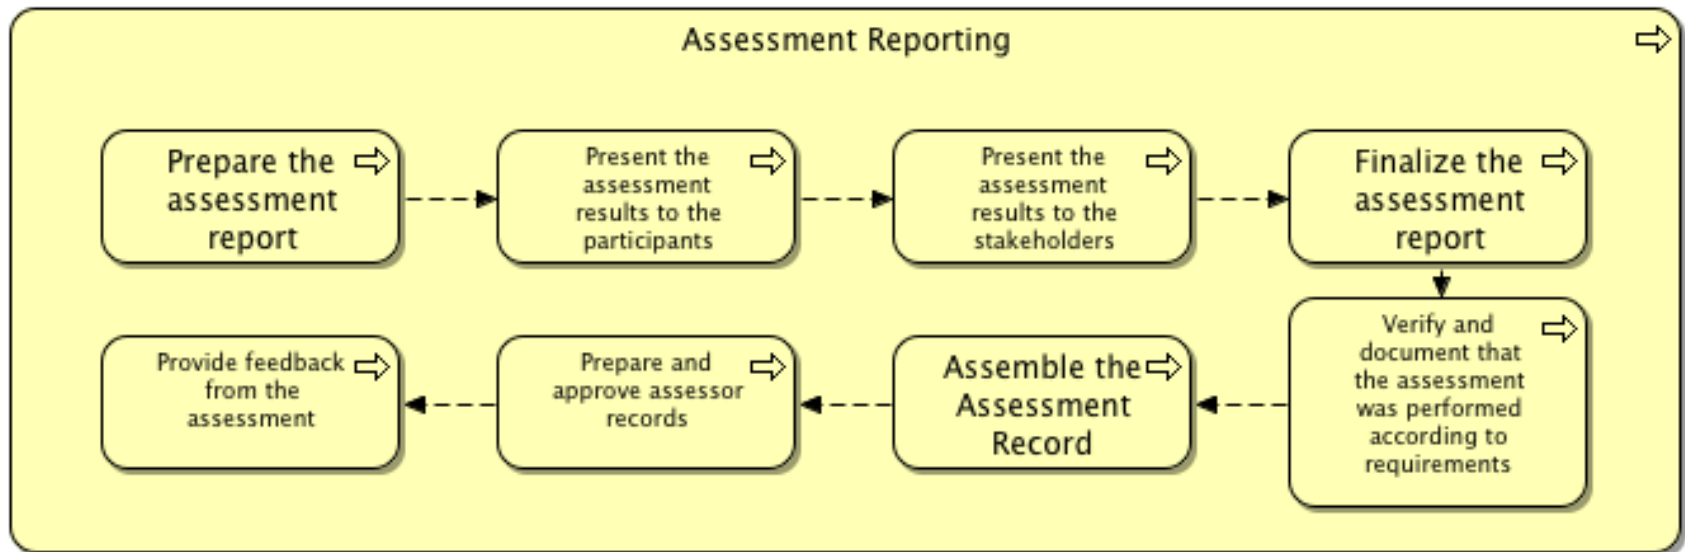 Assessment Reporting
Prepare the
assessment
report
Present the
assessment
results to the
participants
Present the
assessment
results to the
stakeholders
Finalize the
assessment
report
Verify and
document that
the assessment
was performed
according to
requirements
Assemble the
Assessment
Record
Prepare and
approve assessor
records
Provide feedback
from the
assessment